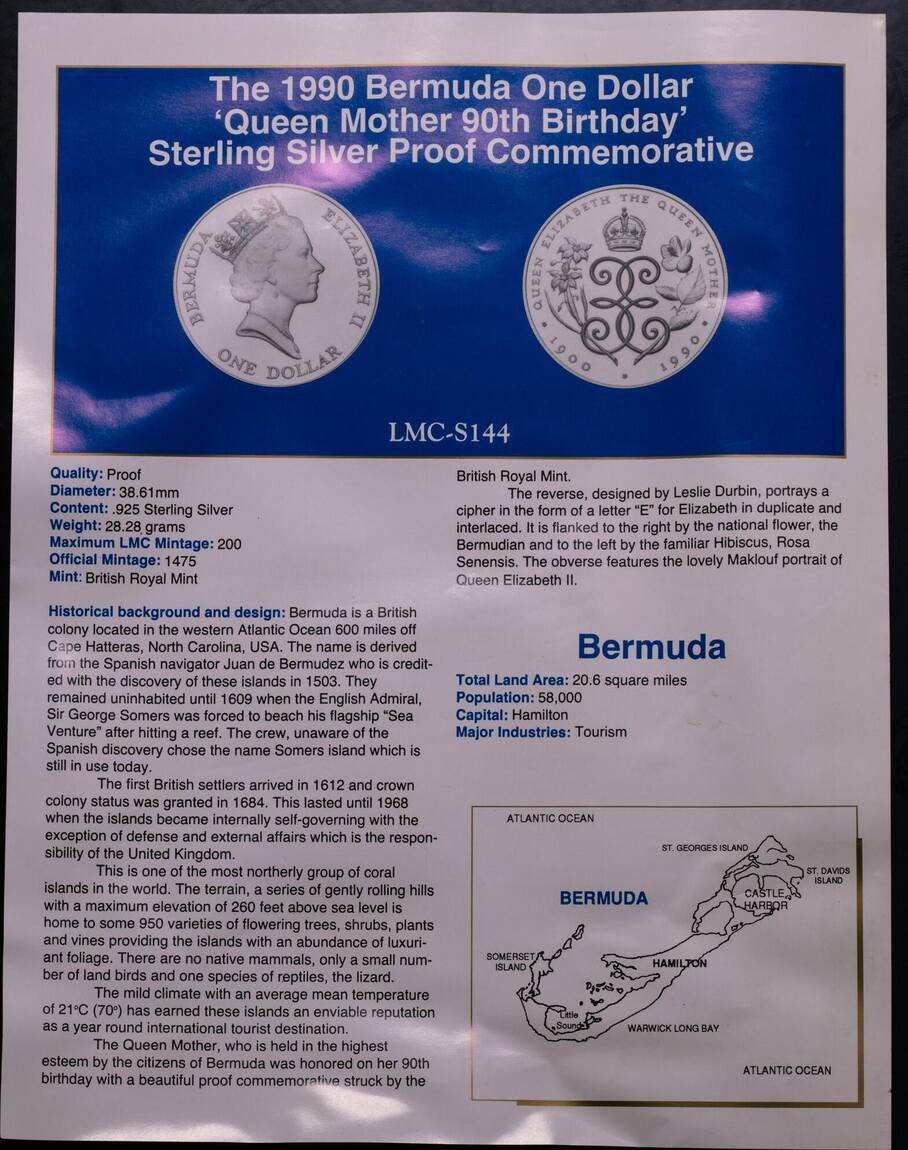 The 1990 Bermuda One Dollar
‘Queen Mother 90th Birthday’
Sterling Silver Proof Commemorative
BERMUDA
ELIZABETH II
ONE DOLLAR
QUEEN ELIZABETH THE QUEEN MOTHER
• 1900 • 1990 •
LMC-S144
Quality: Proof
Diameter: 38.61mm
Content: .925 Sterling Silver
Weight: 28.28 grams
Maximum LMC Mintage: 200
Official Mintage: 1475
Mint: British Royal Mint
Historical background and design: Bermuda is a British
colony located in the western Atlantic Ocean 600 miles off
Cape Hatteras, North Carolina, USA. The name is derived
from the Spanish navigator Juan de Bermudez who is credit-
ed with the discovery of these islands in 1503. They
remained uninhabited until 1609 when the English Admiral,
Sir George Somers was forced to beach his flagship “Sea
Venture” after hitting a reef. The crew, unaware of the
Spanish discovery chose the name Somers island which is
still in use today.
The first British settlers arrived in 1612 and crown
colony status was granted in 1684. This lasted until 1968
when the islands became internally self-governing with the
exception of defense and external affairs which is the respon-
sibility of the United Kingdom.
This is one of the most northerly group of coral
islands in the world. The terrain, a series of gently rolling hills
with a maximum elevation of 260 feet above sea level is
home to some 950 varieties of flowering trees, shrubs, plants
and vines providing the islands with an abundance of luxuri-
ant foliage. There are no native mammals, only a small num-
ber of land birds and one species of reptiles, the lizard.
The mild climate with an average mean temperature
of 21°C (70°) has earned these islands an enviable reputation
as a year round international tourist destination.
The Queen Mother, who is held in the highest
esteem by the citizens of Bermuda was honored on her 90th
birthday with a beautiful proof commemorative struck by the
British Royal Mint.
The reverse, designed by Leslie Durbin, portrays a
cipher in the form of a letter “E” for Elizabeth in duplicate and
interlaced. It is flanked to the right by the national flower, the
Bermudian and to the left by the familiar Hibiscus, Rosa
Senensis. The obverse features the lovely Maklouf portrait of
Queen Elizabeth II.
Bermuda
Total Land Area: 20.6 square miles
Population: 58,000
Capital: Hamilton
Major Industries: Tourism
ATLANTIC OCEAN
ST. GEORGES ISLAND
ST. DAVIDS
ISLAND
CASTLE
HARBOR
BERMUDA
SOMERSET
ISLAND
HAMILTON
Little
Sound
WARWICK LONG BAY
ATLANTIC OCEAN